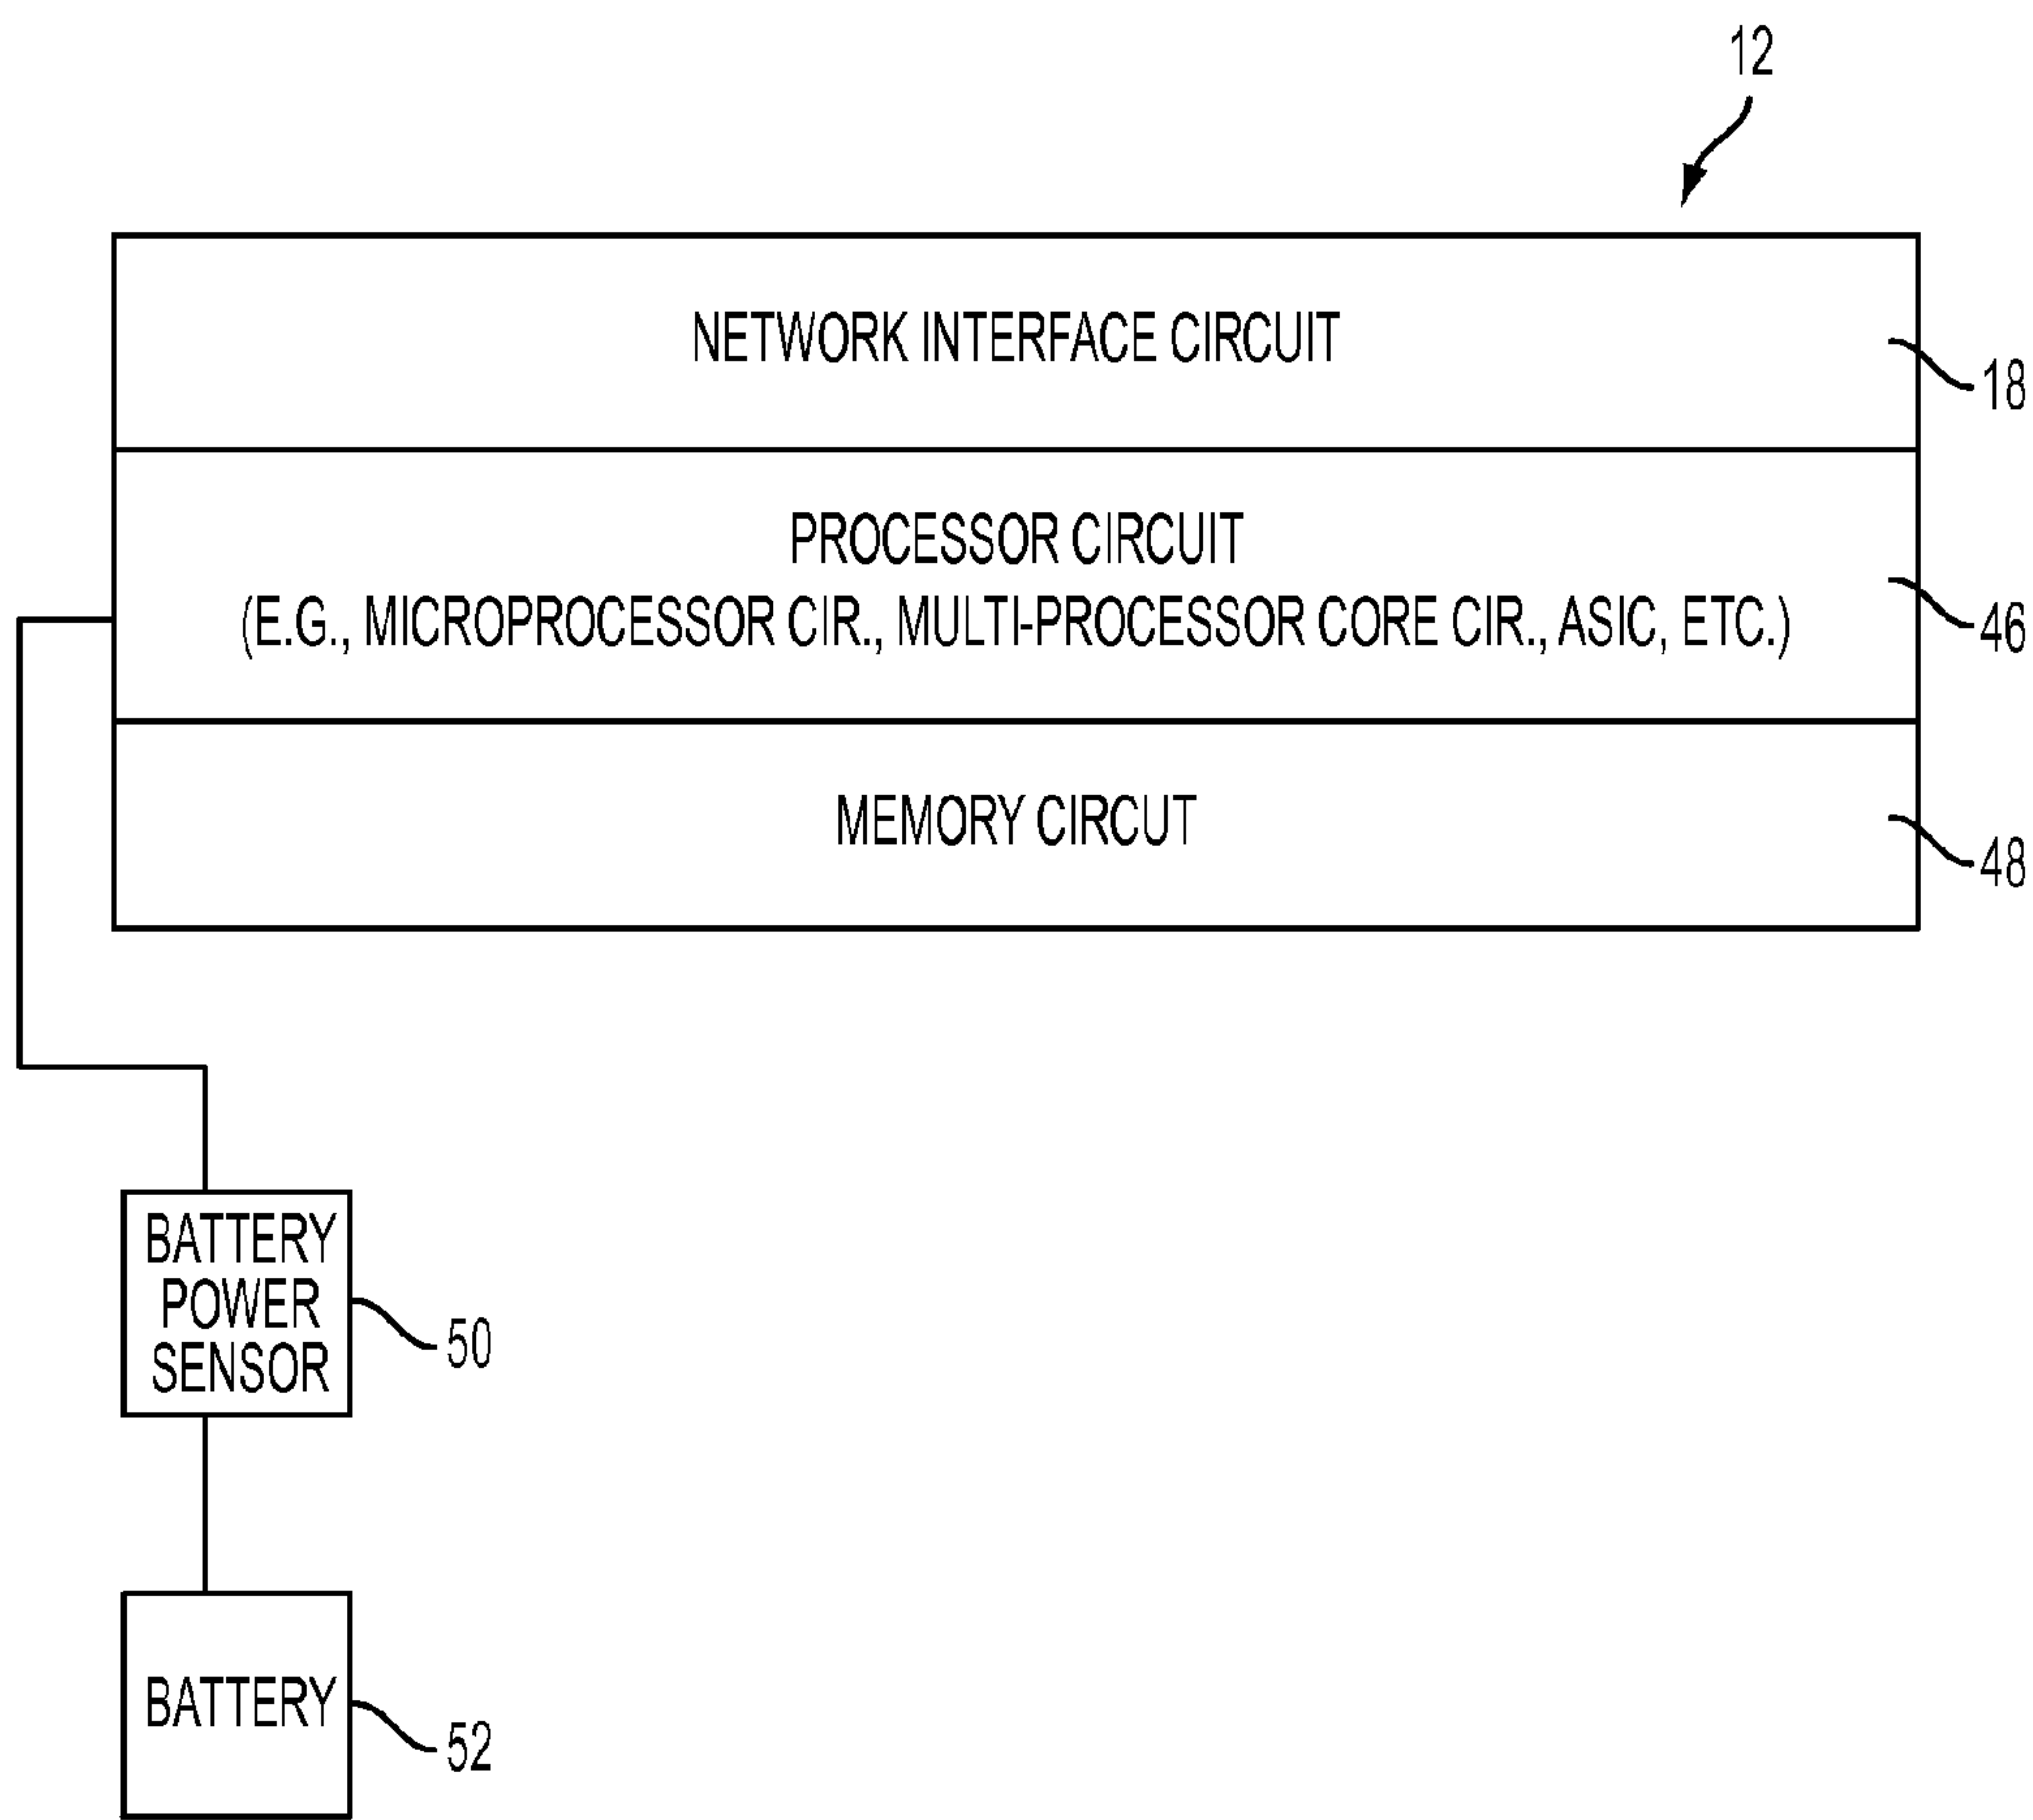 12
NETWORK INTERFACE CIRCUIT
18
PROCESSOR CIRCUIT
(E.G., MICROPROCESSOR CIR., MULTI-PROCESSOR CORE CIR., ASIC, ETC.)
46
MEMORY CIRCUT
48
BATTERY
POWER
SENSOR
50
BATTERY
52